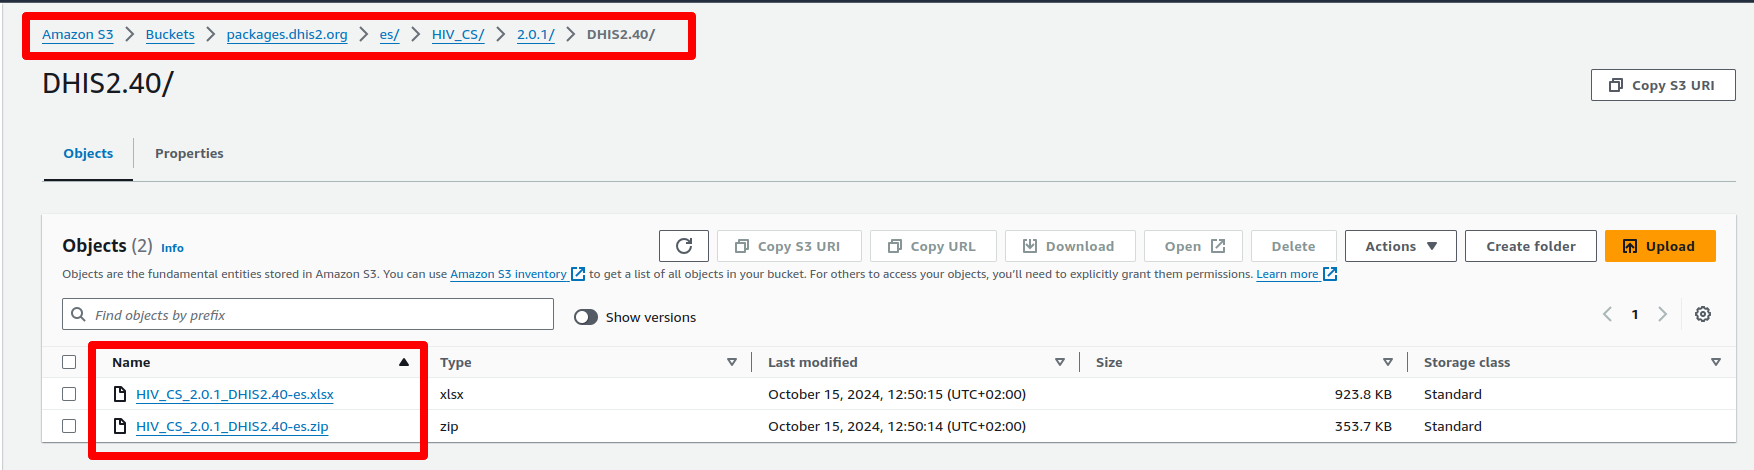 Amazon S3 > Buckets > packages.dhis2.org > es/ > HIV_CS/ > 2.0.1/ > DHIS2.40/
DHIS2.40/
Copy S3 URI
Objects Properties
Objects (2) Info
Copy S3 URI Copy URL Download Open Delete Actions Create folder Upload
Objects are the fundamental entities stored in Amazon S3. You can use Amazon S3 inventory to get a list of all objects in your bucket. For others to access your objects, you'll need to explicitly grant them permissions. Learn more
Find objects by prefix Show versions 1
Name Type Last modified Size Storage class
HIV_CS_2.0.1_DHIS2.40-es.xlsx xlsx October 15, 2024, 12:50:15 (UTC+02:00) 923.8 KB Standard
HIV_CS_2.0.1_DHIS2.40-es.zip zip October 15, 2024, 12:50:14 (UTC+02:00) 353.7 KB Standard